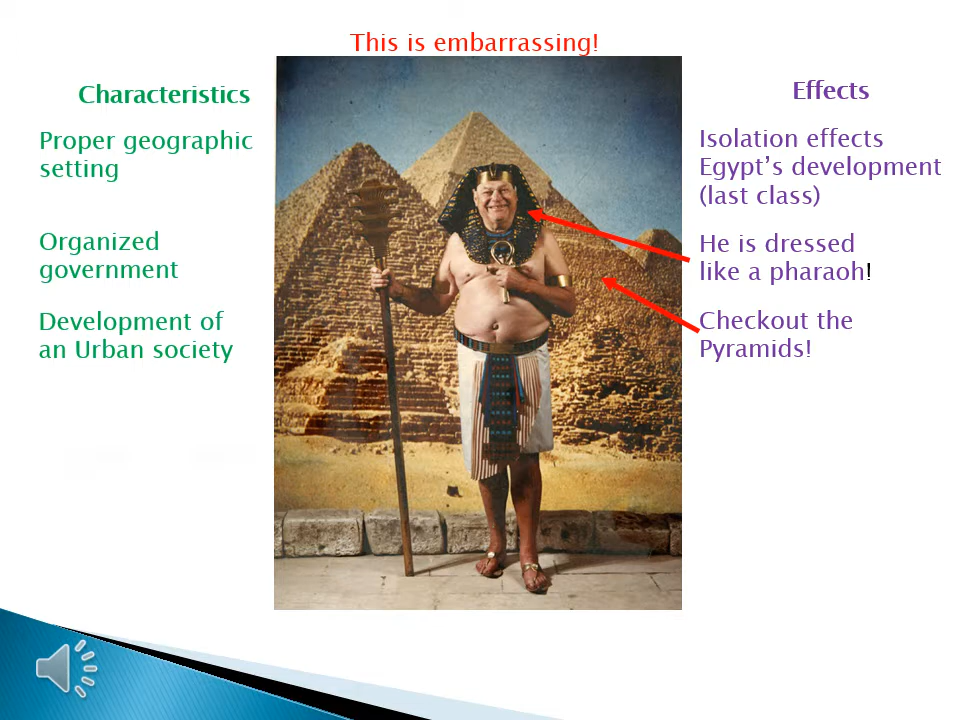 This is embarrassing!
Characteristics
Proper geographic
setting
Organized
government
Development of
an Urban society
Effects
Isolation effects
Egypt’s development
(last class)
He is dressed
like a pharaoh!
Checkout the
Pyramids!